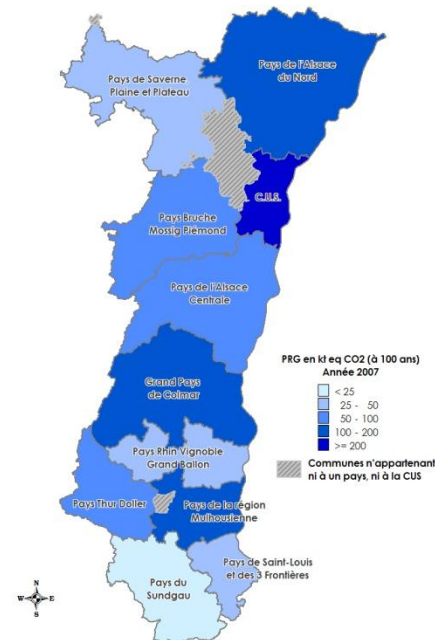 Pays de l'Alsace
du Nord
Pays de Saverne
Plaine et Plateau
C.U.S.
Pays Bruche
Mossig Piémond
Pays de l'Alsace
Centrale
PRG en kt eq CO2 (à 100 ans)
Année 2007
< 25
25 - 50
50 - 100
100 - 200
>= 200
Communes n'appartenant
ni à un pays, ni à la CUS
Grand Pays
de Colmar
Pays Rhin Vignoble
Grand Ballon
Pays Thur Doller
Pays de la région
Mulhousienne
Pays de Saint-Louis
et des 3 Frontières
Pays du
Sundgau
N
W E
S